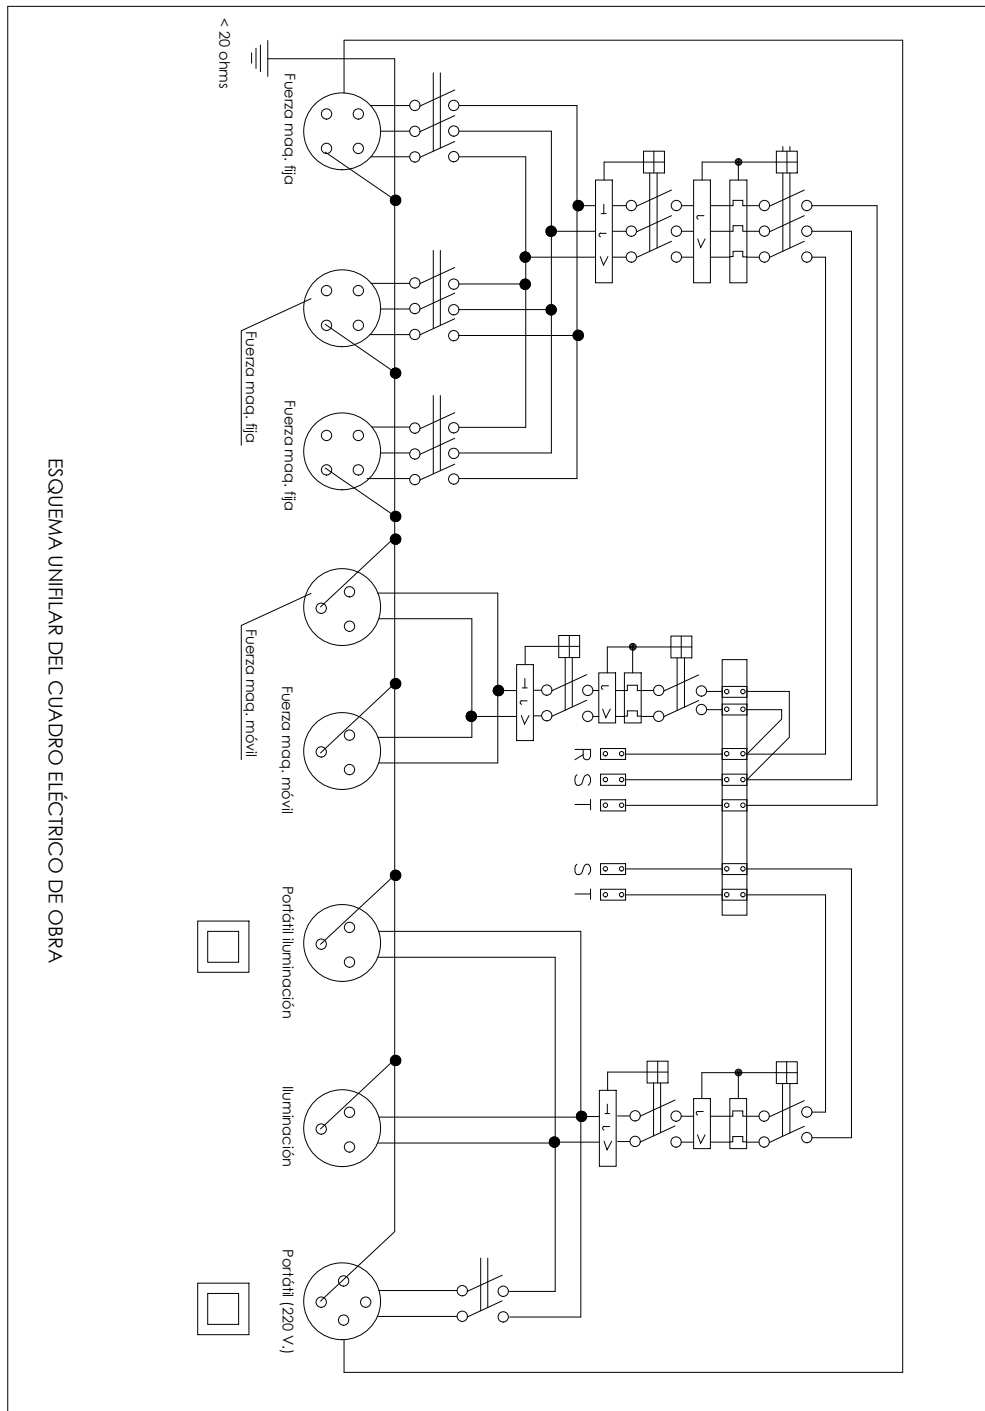 R S T S T
Fuerza maq. fija
Fuerza maq. fija
Fuerza maq. fija
Fuerza maq. móvil
Fuerza maq. móvil
Portátil iluminación
Iluminación
Portátil (220 V.)
< 20 ohms
ESQUEMA UNIFILAR DEL CUADRO ELÉCTRICO DE OBRA